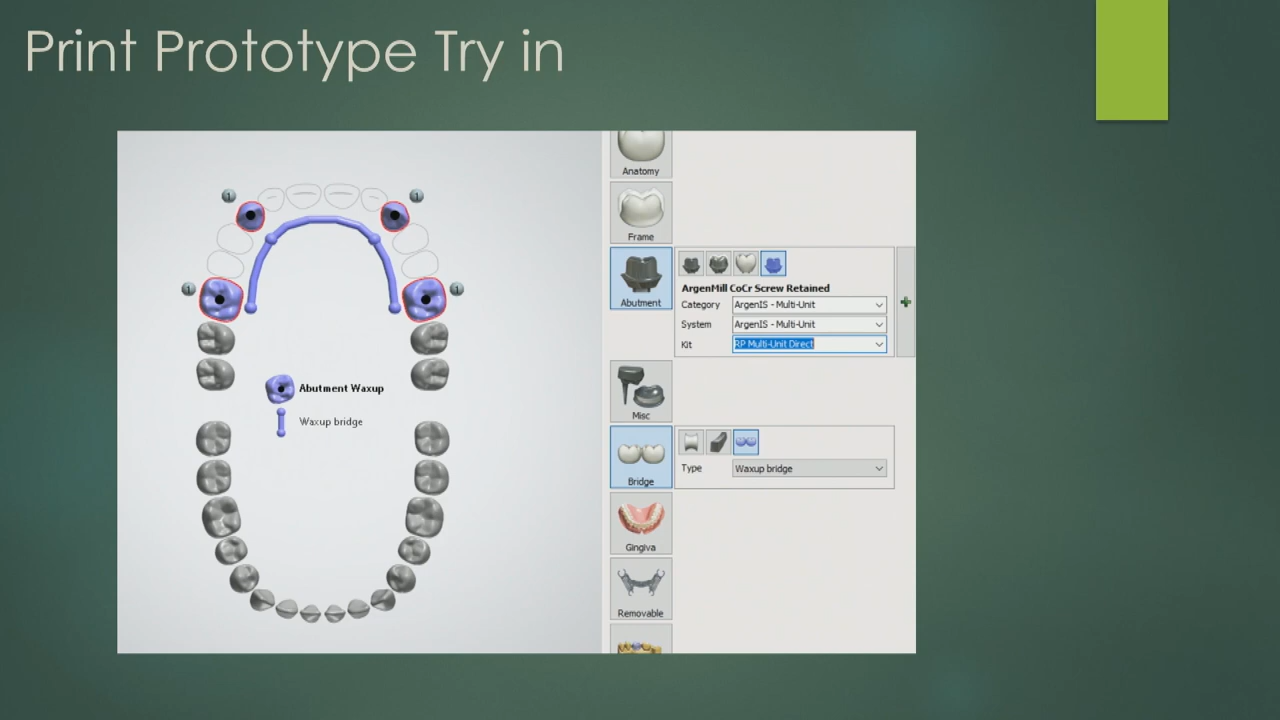 Print Prototype Try in
1
1
1
1
Abutment Waxup
Waxup bridge
Anatomy
Frame
Abutment
ArgenMill CoCr Screw Retained
Category ArgenIS - Multi-Unit
System ArgenIS - Multi-Unit
Kit RP Multi-Unit Direct
Misc
Bridge
Type Waxup bridge
Gingiva
Removable